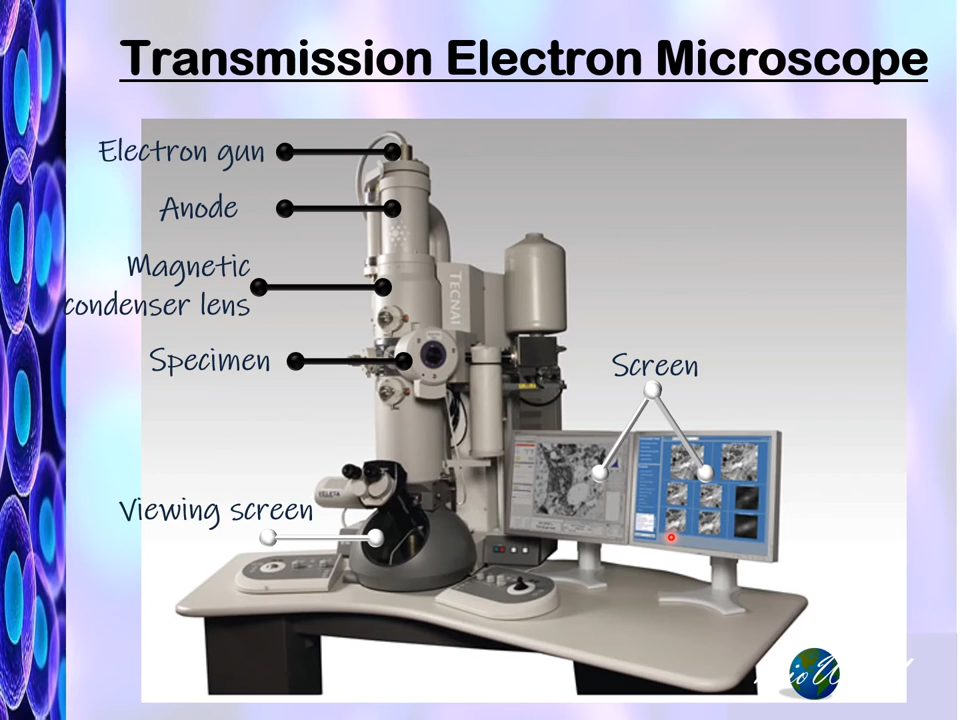 Transmission Electron Microscope
Electron gun
Anode
Magnetic
condenser lens
Specimen
Viewing screen
Screen
TECNAI